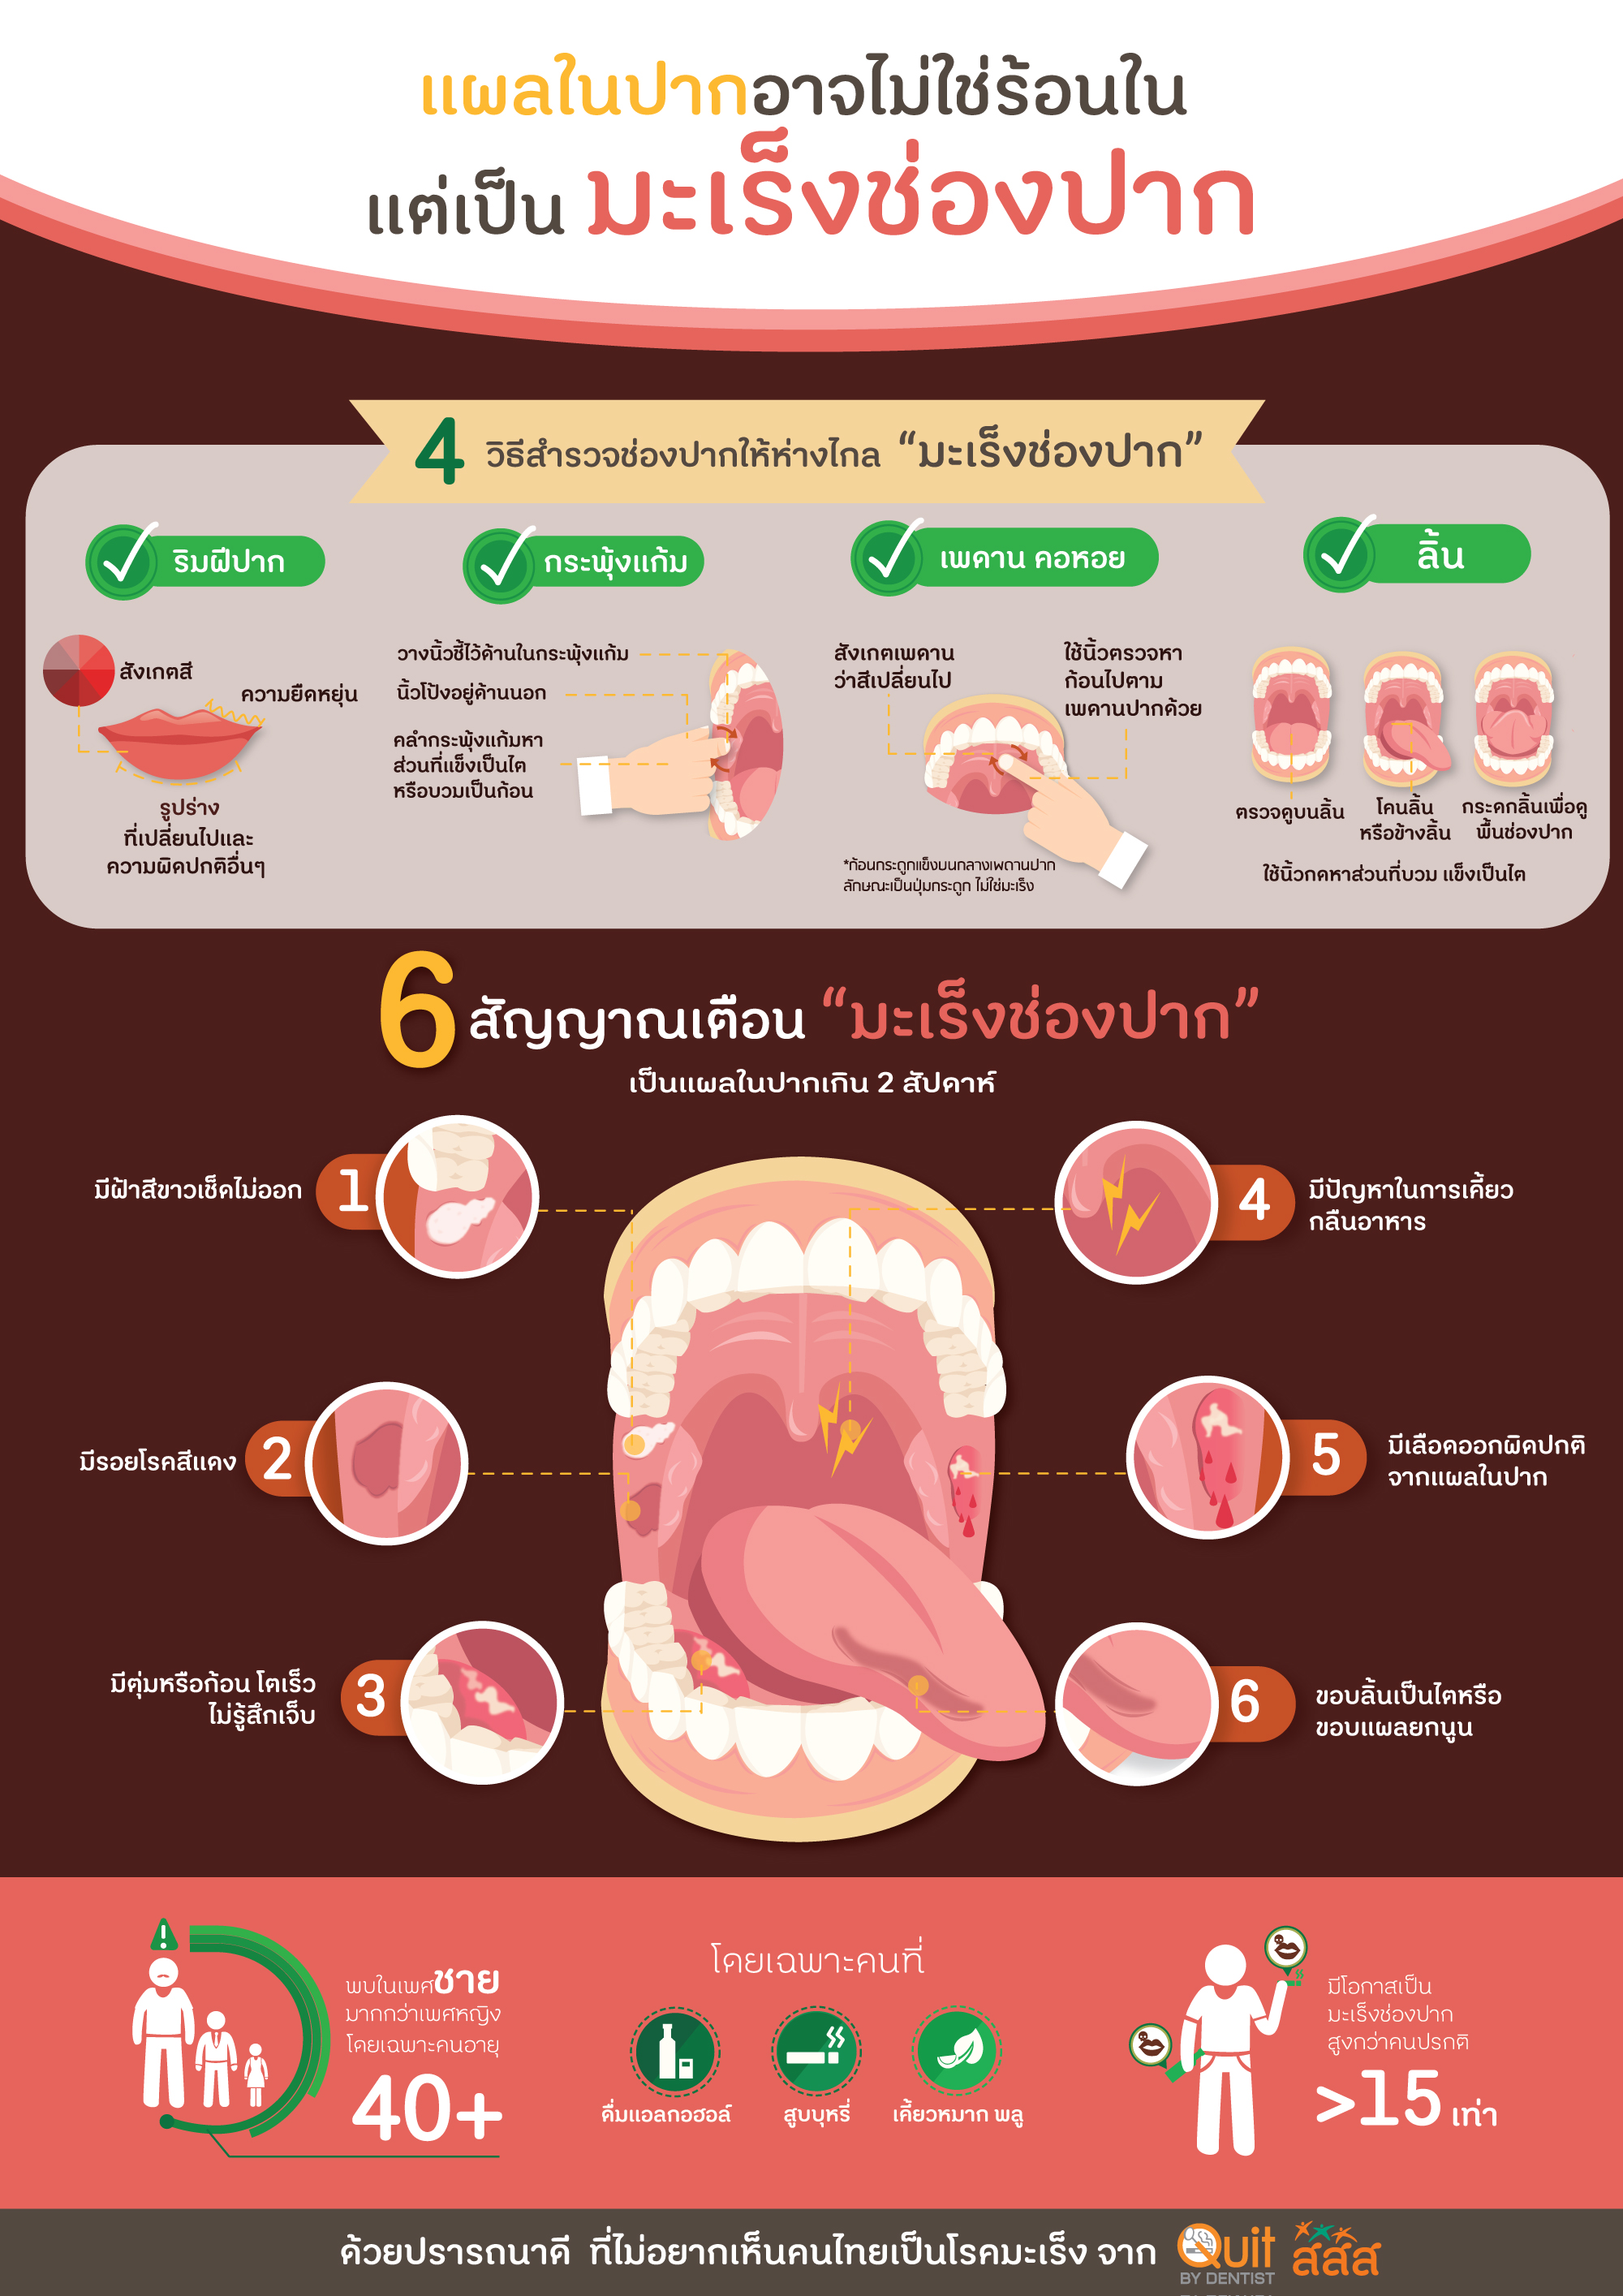 แผลในปากอาจไม่ใช่ร้อนใน
แต่เป็น มะเร็งช่องปาก
4 วิธีสำรวจช่องปากให้ห่างไกล “มะเร็งช่องปาก”
ริมฝีปาก
สังเกตสี
ความยืดหยุ่น
รูปร่าง
ที่เปลี่ยนไปและ
ความผิดปกติอื่นๆ
กระพุ้งแก้ม
วางนิ้วชี้ไว้ด้านในกระพุ้งแก้ม
นิ้วโป้งอยู่ด้านนอก
คลำกระพุ้งแก้มหา
ส่วนที่แข็งเป็นไต
หรือบวมเป็นก้อน
เพดาน คอหอย
สังเกตเพดาน
ว่าสีเปลี่ยนไป
ใช้นิ้วตรวจหา
ก้อนไปตาม
เพดานปากด้วย
*ก้อนกระดูกแข็งบนกลางเพดานปาก
ลักษณะเป็นปุ่มกระดูก ไม่ใช่มะเร็ง
ลิ้น
ตรวจดูบนลิ้น
โคนลิ้น
หรือข้างลิ้น
กระดกลิ้นเพื่อดู
พื้นช่องปาก
ใช้นิ้วกดหาส่วนที่บวม แข็งเป็นไต
6 สัญญาณเตือน “มะเร็งช่องปาก”
เป็นแผลในปากเกิน 2 สัปดาห์
มีฝ้าสีขาวเช็ดไม่ออก 1
มีรอยโรคสีแดง 2
มีตุ่มหรือก้อน โตเร็ว
ไม่รู้สึกเจ็บ
3
4 มีปัญหาในการเคี้ยว
กลืนอาหาร
5 มีเลือดออกผิดปกติ
จากแผลในปาก
6 ขอบลิ้นเป็นไตหรือ
ขอบแผลยกนูน
พบในเพศชาย
มากกว่าเพศหญิง
โดยเฉพาะคนอายุ
40+
โดยเฉพาะคนที่
ดื่มแอลกอฮอล์
สูบบุหรี่
เคี้ยวหมาก พลู
มีโอกาสเป็น
มะเร็งช่องปาก
สูงกว่าคนปรกติ
>15 เท่า
ด้วยปรารถนาดี ที่ไม่อยากเห็นคนไทยเป็นโรคมะเร็ง จาก
Quit
BY DENTIST
สสส